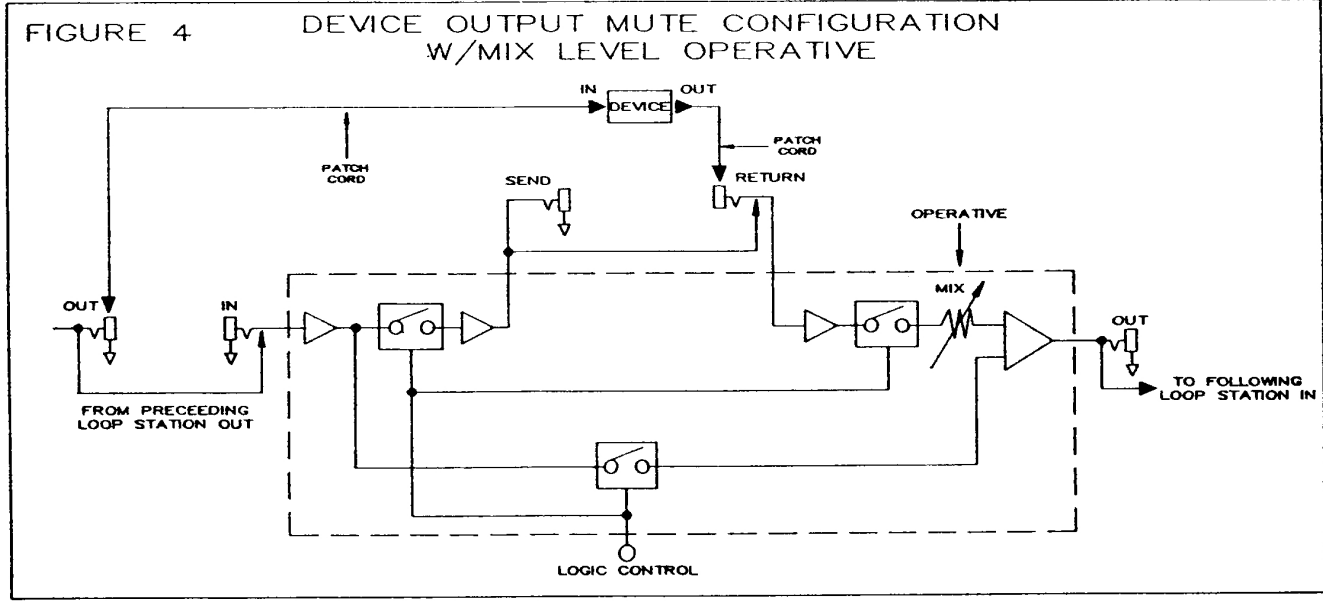 FIGURE 4
DEVICE OUTPUT MUTE CONFIGURATION
W/MIX LEVEL OPERATIVE
IN
DEVICE
OUT
PATCH
CORD
PATCH
CORD
SEND
RETURN
OPERATIVE
MIX
OUT
IN
OUT
FROM PRECEEDING
LOOP STATION OUT
TO FOLLOWING
LOOP STATION IN
LOGIC CONTROL